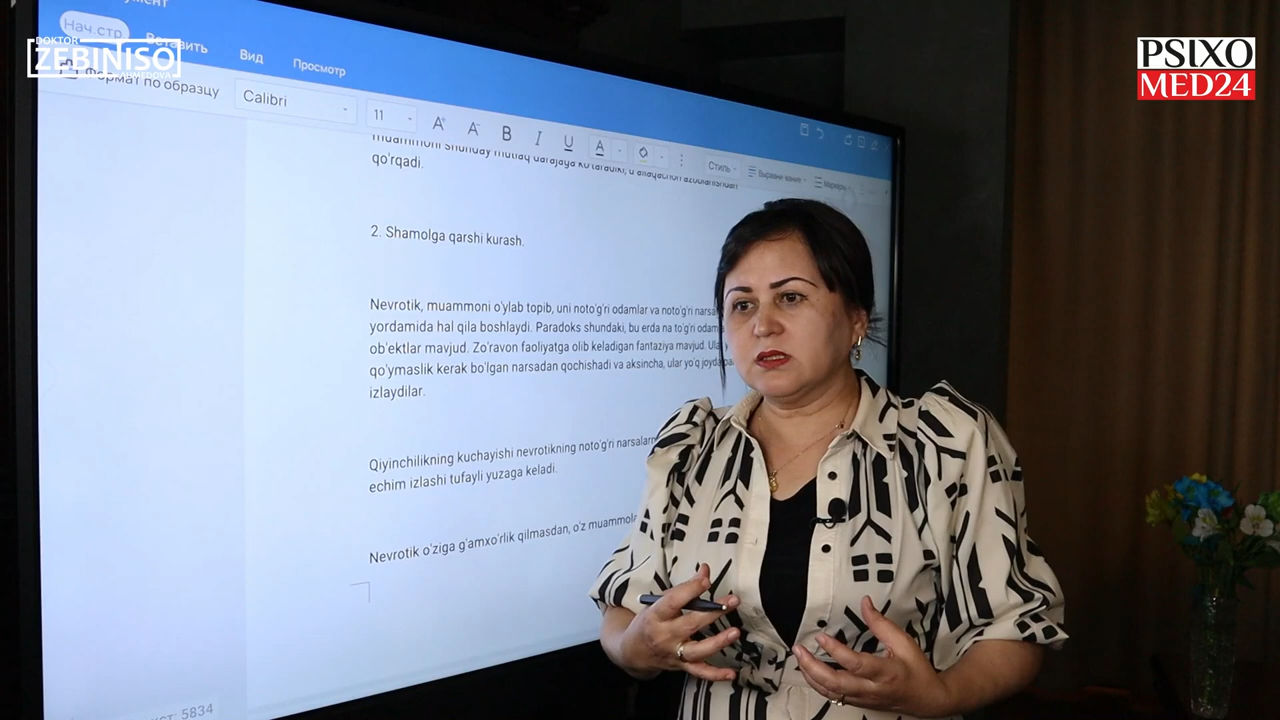 DOKTOR
ZEBINISO
AHMEDOVA
PSIXO
MED24
Нач.стр
Вставить
Вид
Просмотр
Формат по образцу
Calibri
11
Стиль
qo'rqadi.
2. Shamolga qarshi kurash.
Nevrotik, muammoni o'ylab topib, uni noto'g'ri odamlar va noto'g'ri
yordamida hal qila boshlaydi. Paradoks shundaki, bu erda na to'g'ri
ob'ektlar mavjud. Zo'ravon faoliyatga olib keladigan fantaziya mavjud.
qo'ymaslik kerak bo'lgan narsadan qochishadi va aksincha, ular yo'q
izlaydilar.
Qiyinchilikning kuchayishi nevrotikning noto'g'ri
echim izlashi tufayli yuzaga keladi.
Nevrotik o'ziga g'amxo'rlik qilmasdan, o'z
5834